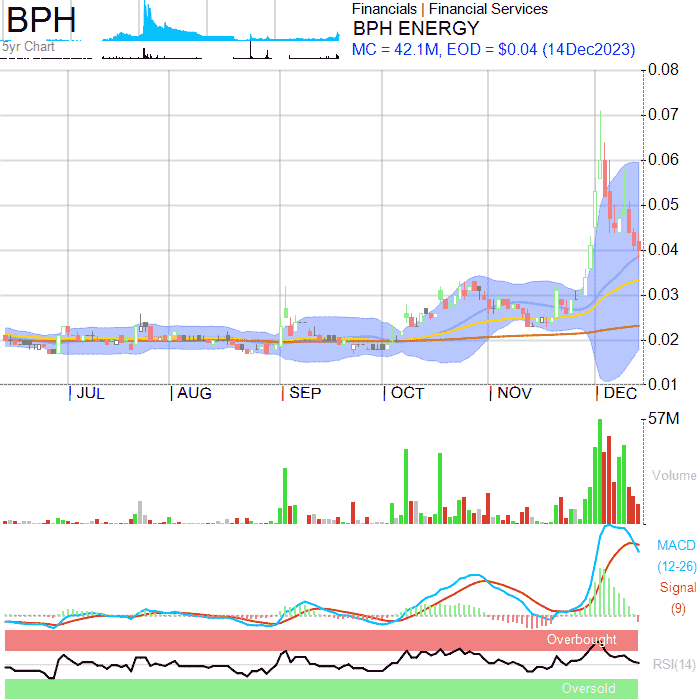 BPH
5yr Chart
Financials | Financial Services
BPH ENERGY
MC = 42.1M, EOD = $0.04 (14Dec2023)
0.08
0.07
0.06
0.05
0.04
0.03
0.02
0.01
JUL
AUG
SEP
OCT
NOV
DEC
57M
Volume
MACD
(12-26)
Signal
(9)
Overbought
RSI(14)
Oversold